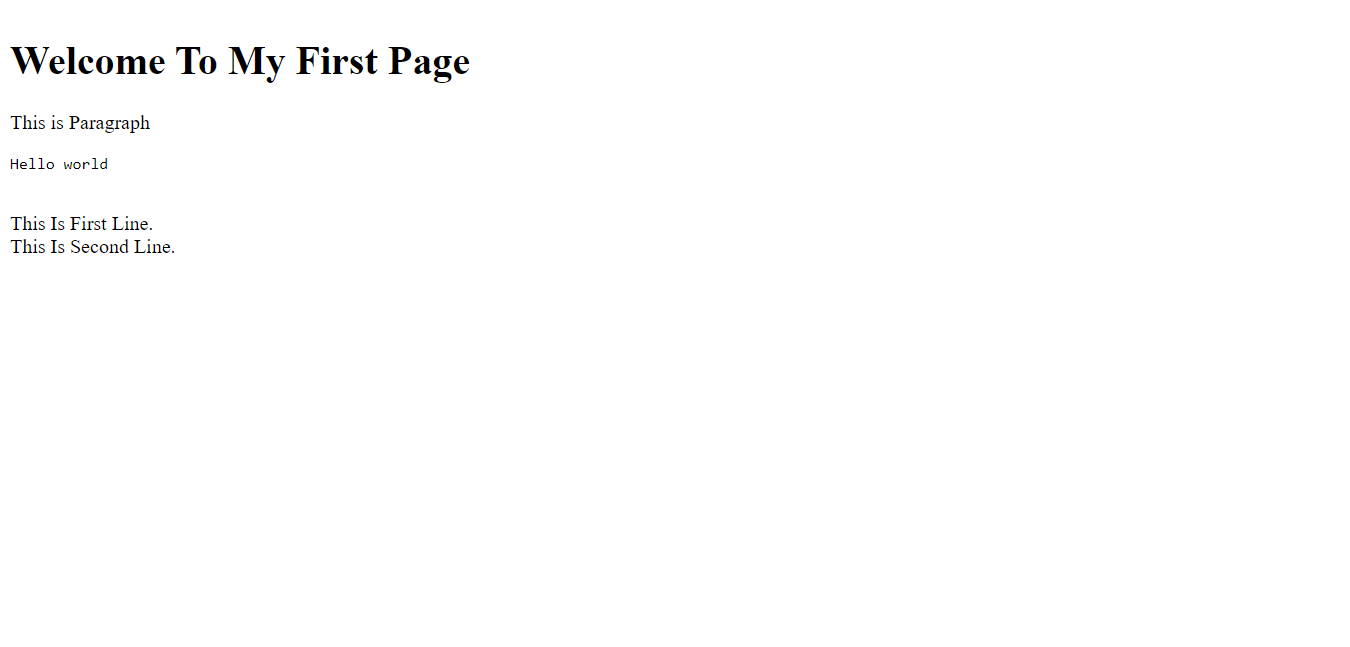 Welcome To My First Page
This is Paragraph
Hello world
This Is First Line.
This Is Second Line.